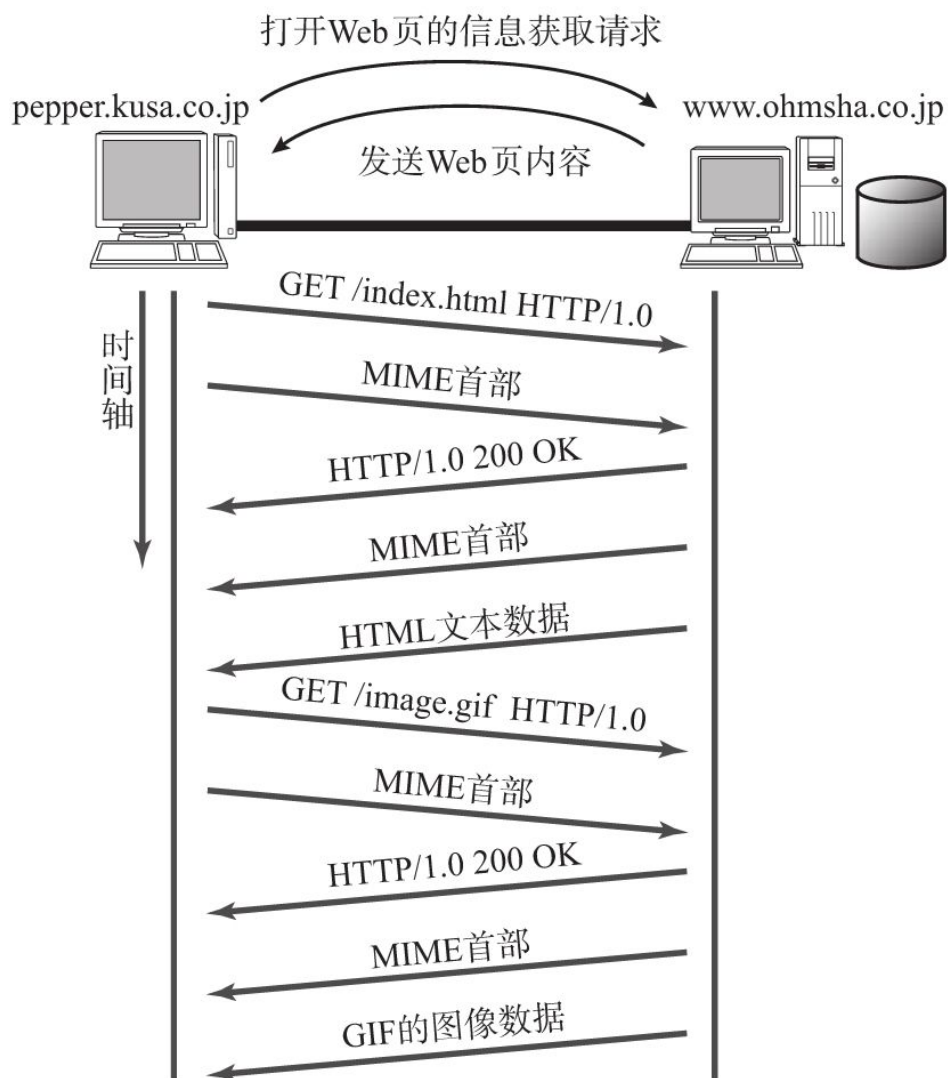 打开Web页的信息获取请求
pepper.kusa.co.jp
www.ohmsha.co.jp
发送Web页内容
时间轴
GET /index.html HTTP/1.0
MIME首部
HTTP/1.0 200 OK
MIME首部
HTML文本数据
GET /image.gif HTTP/1.0
MIME首部
HTTP/1.0 200 OK
MIME首部
GIF的图像数据